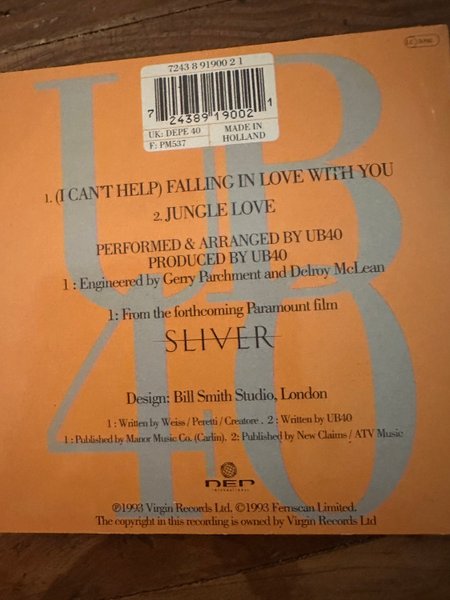 7243 8 91900 2 1
7 24389 19002 1
UK: DEPE 40
F: PM537
MADE IN
HOLLAND
UB
40
1. (I CAN'T HELP) FALLING IN LOVE WITH YOU
2. JUNGLE LOVE
PERFORMED & ARRANGED BY UB40
PRODUCED BY UB40
1 : Engineered by Gerry Parchment and Delroy McLean
1: From the forthcoming Paramount film
SLIVER
Design: Bill Smith Studio, London
1 : Written by Weiss / Peretti / Creatore . 2 : Written by UB40
1 : Published by Manor Music Co. (Carlin). 2: Published by New Claims / ATV Music
DEP
INTERNATIONAL
℗1993 Virgin Records Ltd. ©1993 Fernscan Limited.
The copyright in this recording is owned by Virgin Records Ltd